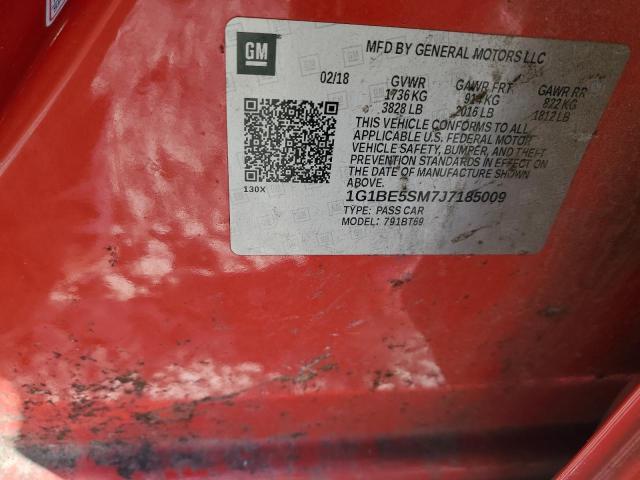 GM
MFD BY GENERAL MOTORS LLC
02/18 GVWR GAWR FRT GAWR RR
1736 KG 914 KG 822 KG
3828 LB 2016 LB 1812 LB
THIS VEHICLE CONFORMS TO ALL
APPLICABLE U.S. FEDERAL MOTOR
VEHICLE SAFETY, BUMPER, AND THEFT
PREVENTION STANDARDS IN EFFECT ON
THE DATE OF MANUFACTURE SHOWN
ABOVE.
130X
1G1BE5SM7J7185009
TYPE: PASS CAR
MODEL: 791BT69